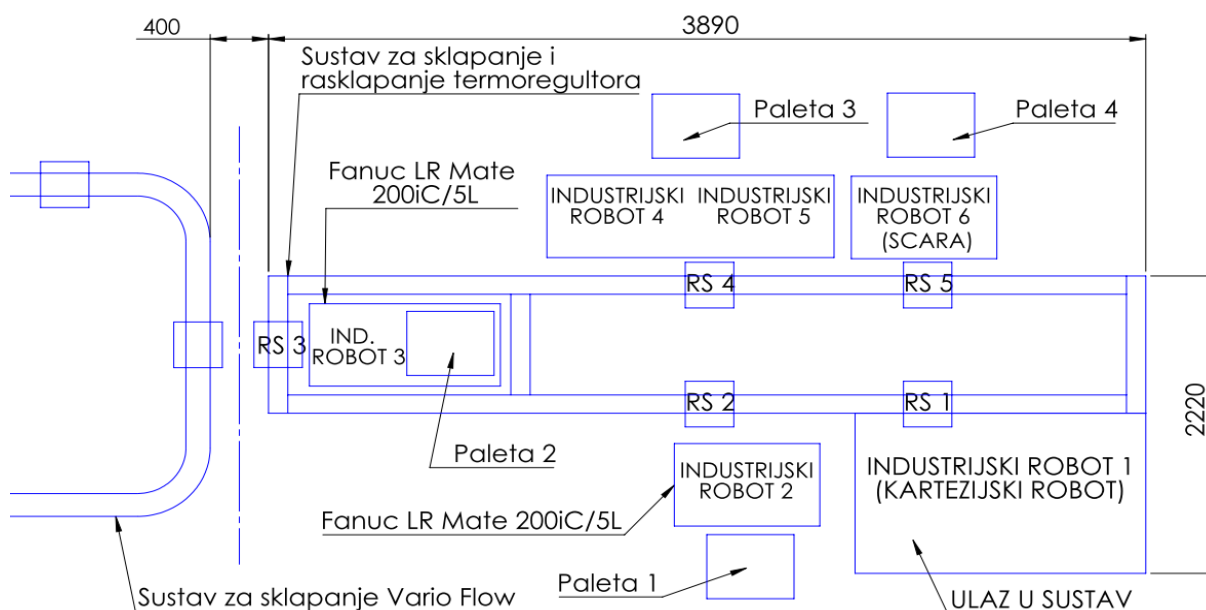 400
3890
Sustav za sklapanje i
rasklapanje termoregultora
Paleta 3
Paleta 4
Fanuc LR Mate
200iC/5L
INDUSTRIJSKI
ROBOT 4
INDUSTRIJSKI
ROBOT 5
INDUSTRIJSKI
ROBOT 6
(SCARA)
RS 4
RS 5
RS 3
IND.
ROBOT 3
RS 2
RS 1
2220
Paleta 2
INDUSTRIJSKI
ROBOT 2
INDUSTRIJSKI ROBOT 1
(KARTEZIJSKI ROBOT)
Fanuc LR Mate 200iC/5L
Paleta 1
Sustav za sklapanje Vario Flow
ULAZ U SUSTAV